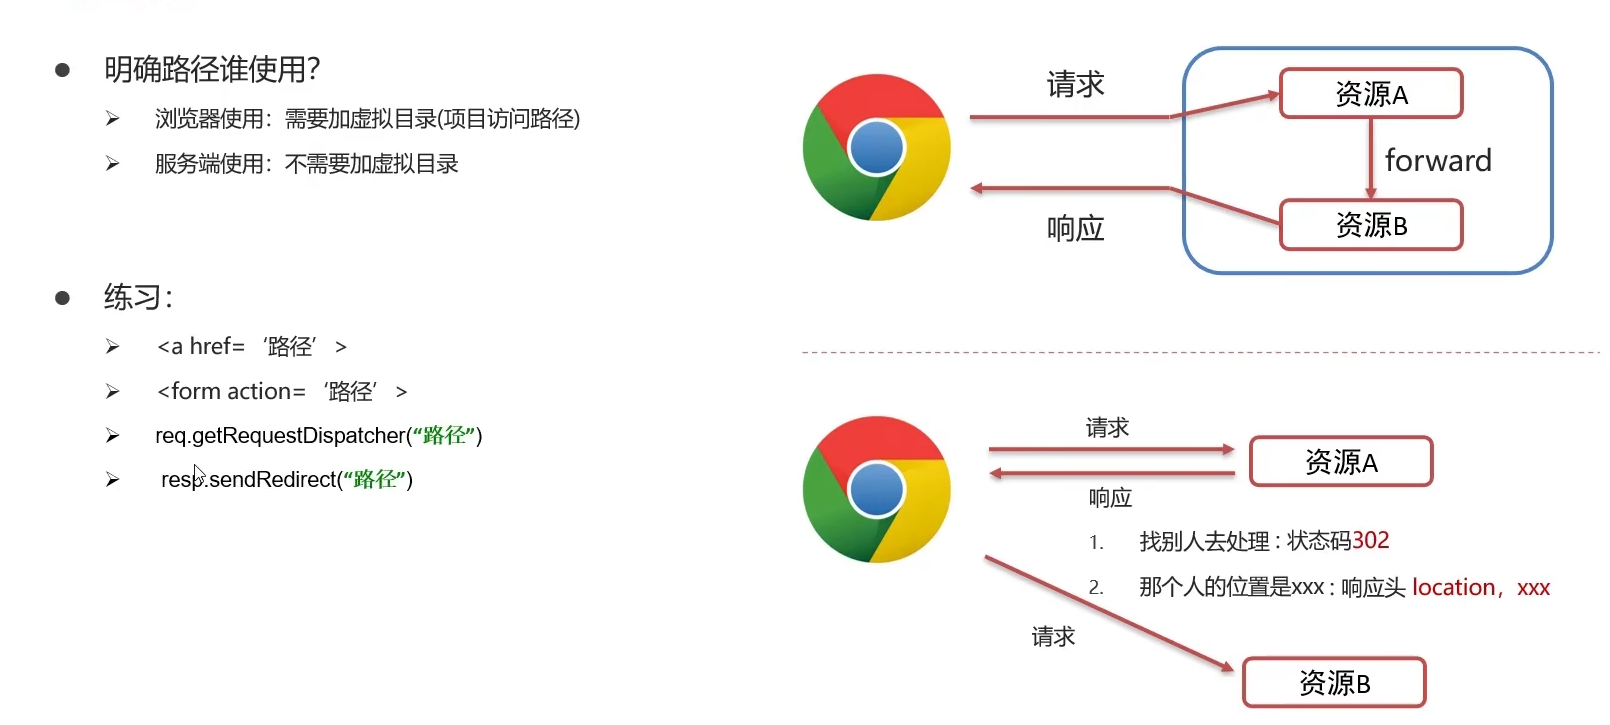 明确路径谁使用？
浏览器使用：需要加虚拟目录(项目访问路径)
服务端使用：不需要加虚拟目录
练习：
<a href=‘路径’>
<form action=‘路径’>
req.getRequestDispatcher(“路径”)
resp.sendRedirect(“路径”)
请求
资源A
forward
响应
资源B
请求
资源A
响应
1. 找别人去处理：状态码302
2. 那个人的位置是xxx：响应头 location，xxx
请求
资源B